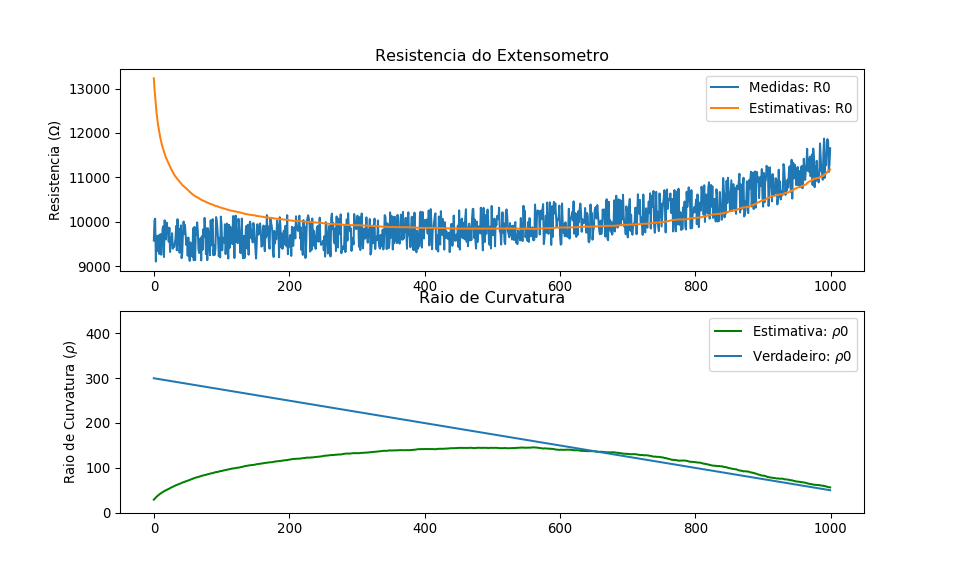 Resistencia do Extensometro
Resistencia (Ω)
13000
12000
11000
10000
9000
Medidas: R0
Estimativas: R0
0 200 400 600 800 1000
Raio de Curvatura
Raio de Curvatura (ρ)
400
300
200
100
0
Estimativa: ρ0
Verdadeiro: ρ0
0 200 400 600 800 1000